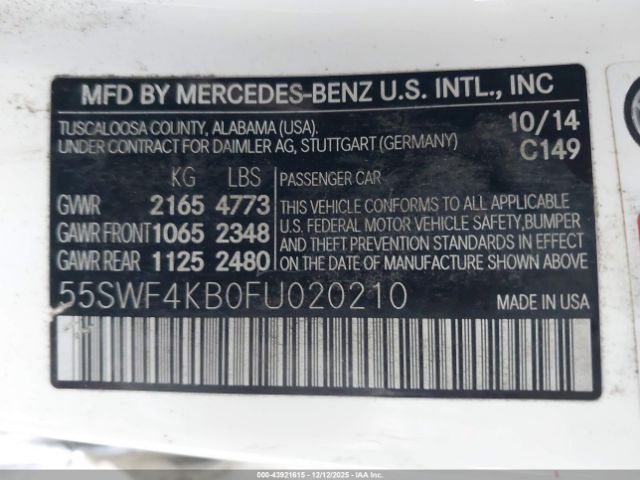 MFD BY MERCEDES-BENZ U.S. INTL., INC
TUSCALOOSA COUNTY, ALABAMA (USA). 10/14
UNDER CONTRACT FOR DAIMLER AG, STUTTGART (GERMANY) C149
KG LBS PASSENGER CAR
GVWR 2165 4773 THIS VEHICLE CONFORMS TO ALL APPLICABLE
U.S. FEDERAL MOTOR VEHICLE SAFETY, BUMPER
GAWR FRONT 1065 2348 AND THEFT PREVENTION STANDARDS IN EFFECT
GAWR REAR 1125 2480 ON THE DATE OF MANUFACTURE SHOWN ABOVE.
55SWF4KB0FU020210 MADE IN USA
000-43921615 - 12/12/2025 - IAA